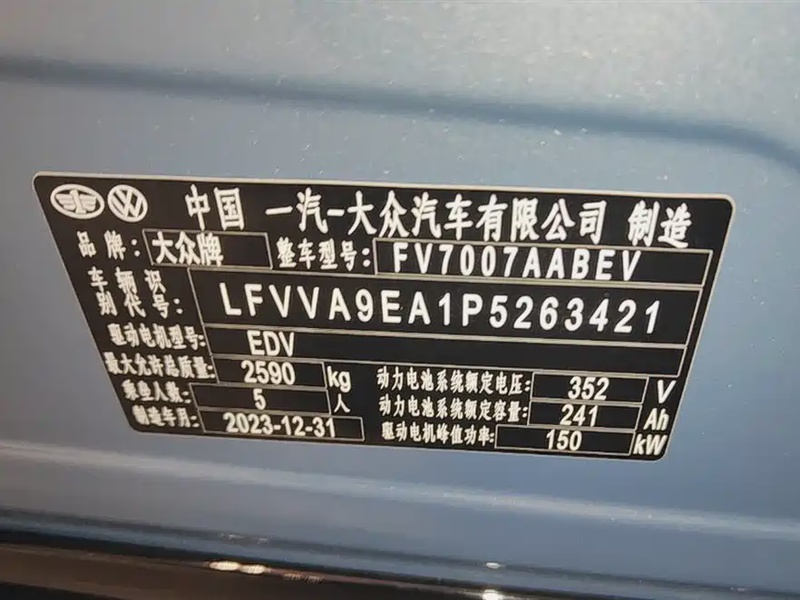 中国 一汽-大众汽车有限公司 制造
品牌: 大众牌 整车型号: FV7007AABEV
车辆识别代号: LFVVA9EA1P5263421
驱动电机型号: EDV
最大允许总质量: 2590 kg 动力电池系统额定电压: 352 V
乘坐人数: 5 人 动力电池系统额定容量: 241 Ah
制造年月: 2023-12-31 驱动电机峰值功率: 150 kW